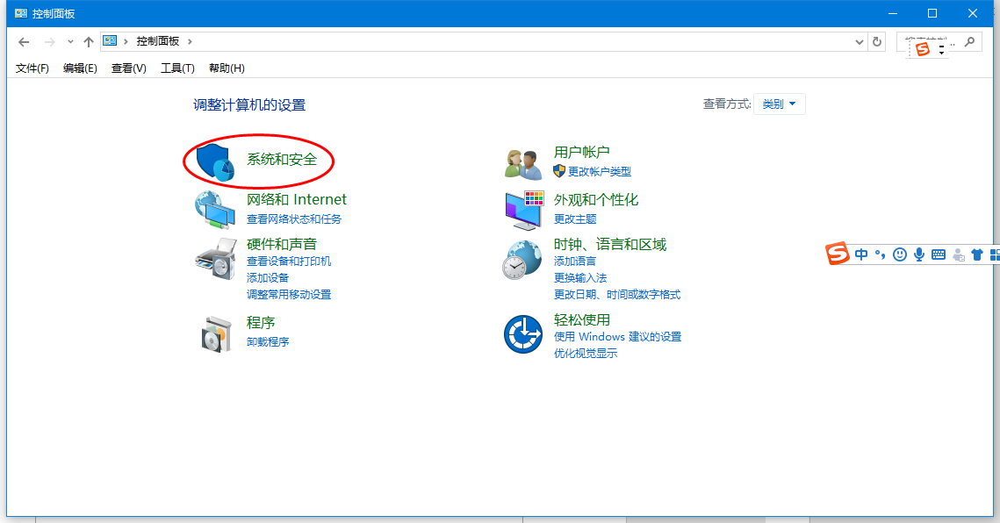 控制面板
控制面板
文件(F) 编辑(E) 查看(V) 工具(T) 帮助(H)
调整计算机的设置
查看方式: 类别
系统和安全
网络和 Internet
查看网络状态和任务
硬件和声音
查看设备和打印机
添加设备
调整常用移动设置
程序
卸载程序
用户帐户
更改帐户类型
外观和个性化
更改主题
时钟、语言和区域
添加语言
更换输入法
更改日期、时间或数字格式
轻松使用
使用 Windows 建议的设置
优化视觉显示
S
S 中 °,